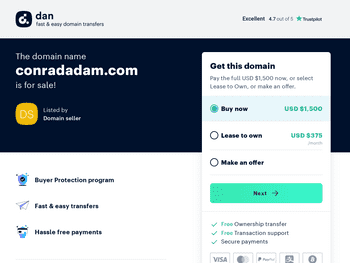 dan
fast & easy domain transfers
Excellent 4.7 out of 5 Trustpilot
The domain name
conradadam.com
is for sale!
DS
Listed by
Domain seller
Buyer Protection program
Fast & easy transfers
Hassle free payments
Get this domain
Pay the full USD $1,500 now, or select
Lease to Own, or make an offer.
Buy now USD $1,500
Lease to own USD $375
/month
Make an offer
Next
Free Ownership transfer
Free Transaction support
Secure payments
VISA
PayPal